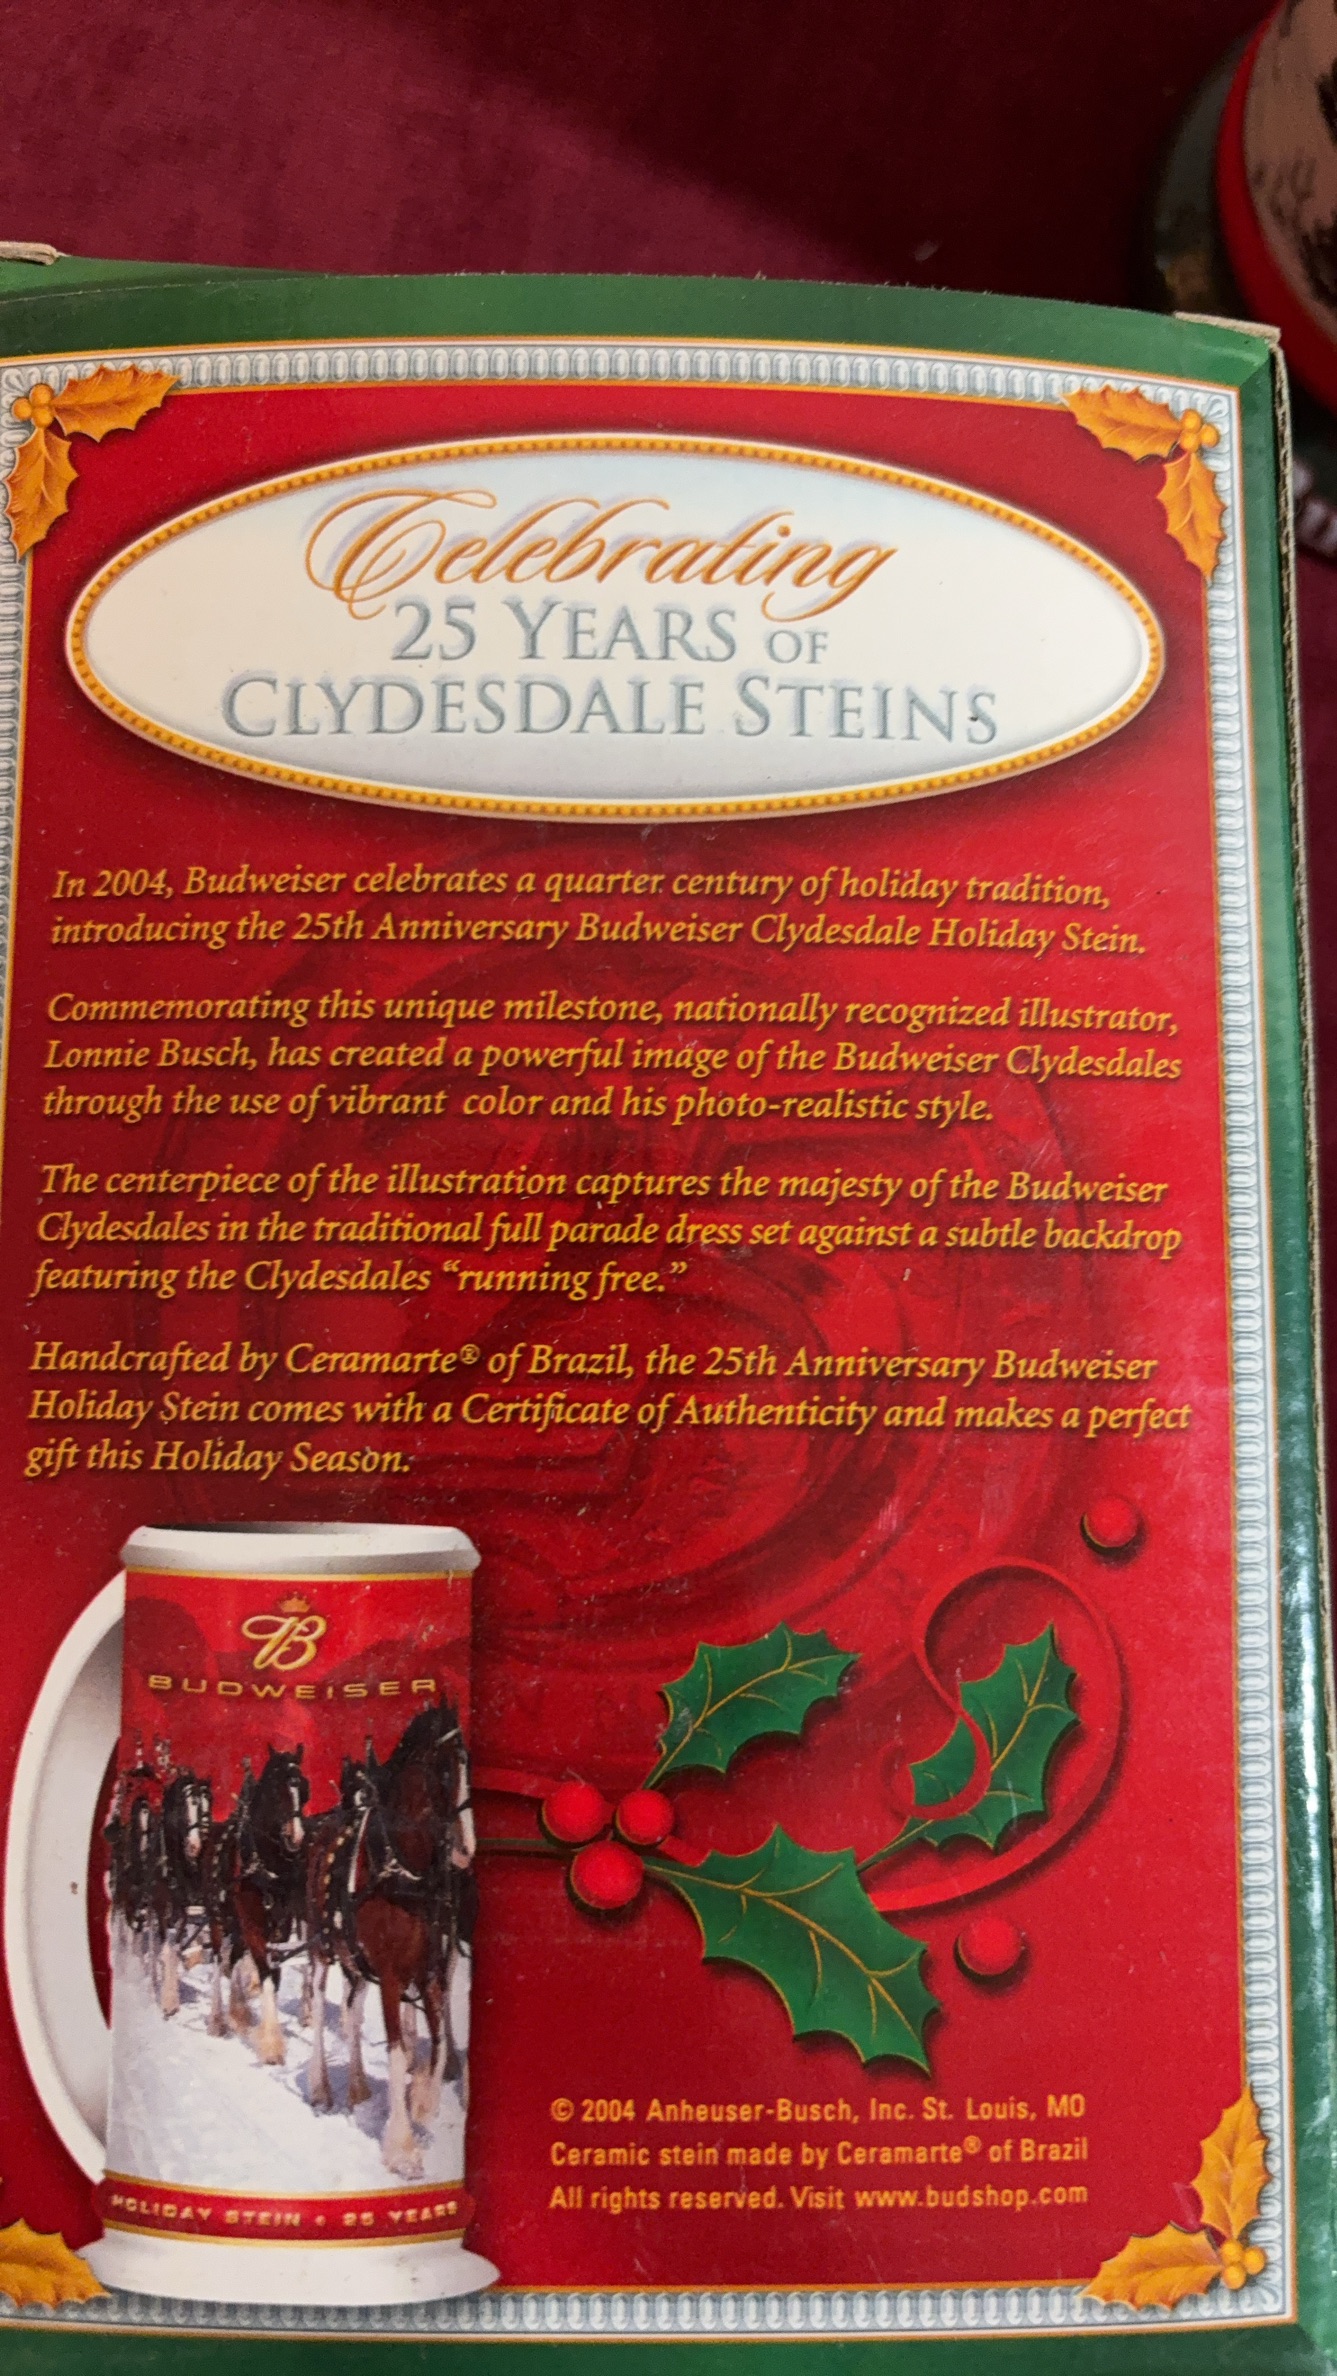 Celebrating
25 YEARS OF
CLYDESDALE STEINS
In 2004, Budweiser celebrates a quarter century of holiday tradition,
introducing the 25th Anniversary Budweiser Clydesdale Holiday Stein.
Commemorating this unique milestone, nationally recognized illustrator,
Lonnie Busch, has created a powerful image of the Budweiser Clydesdales
through the use of vibrant color and his photo-realistic style.
The centerpiece of the illustration captures the majesty of the Budweiser
Clydesdales in the traditional full parade dress set against a subtle backdrop
featuring the Clydesdales “running free.”
Handcrafted by Ceramarte® of Brazil, the 25th Anniversary Budweiser
Holiday Stein comes with a Certificate of Authenticity and makes a perfect
gift this Holiday Season.
B
BUDWEISER
HOLIDAY STEIN • 25 YEARS
© 2004 Anheuser-Busch, Inc. St. Louis, MO
Ceramic stein made by Ceramarte® of Brazil
All rights reserved. Visit www.budshop.com